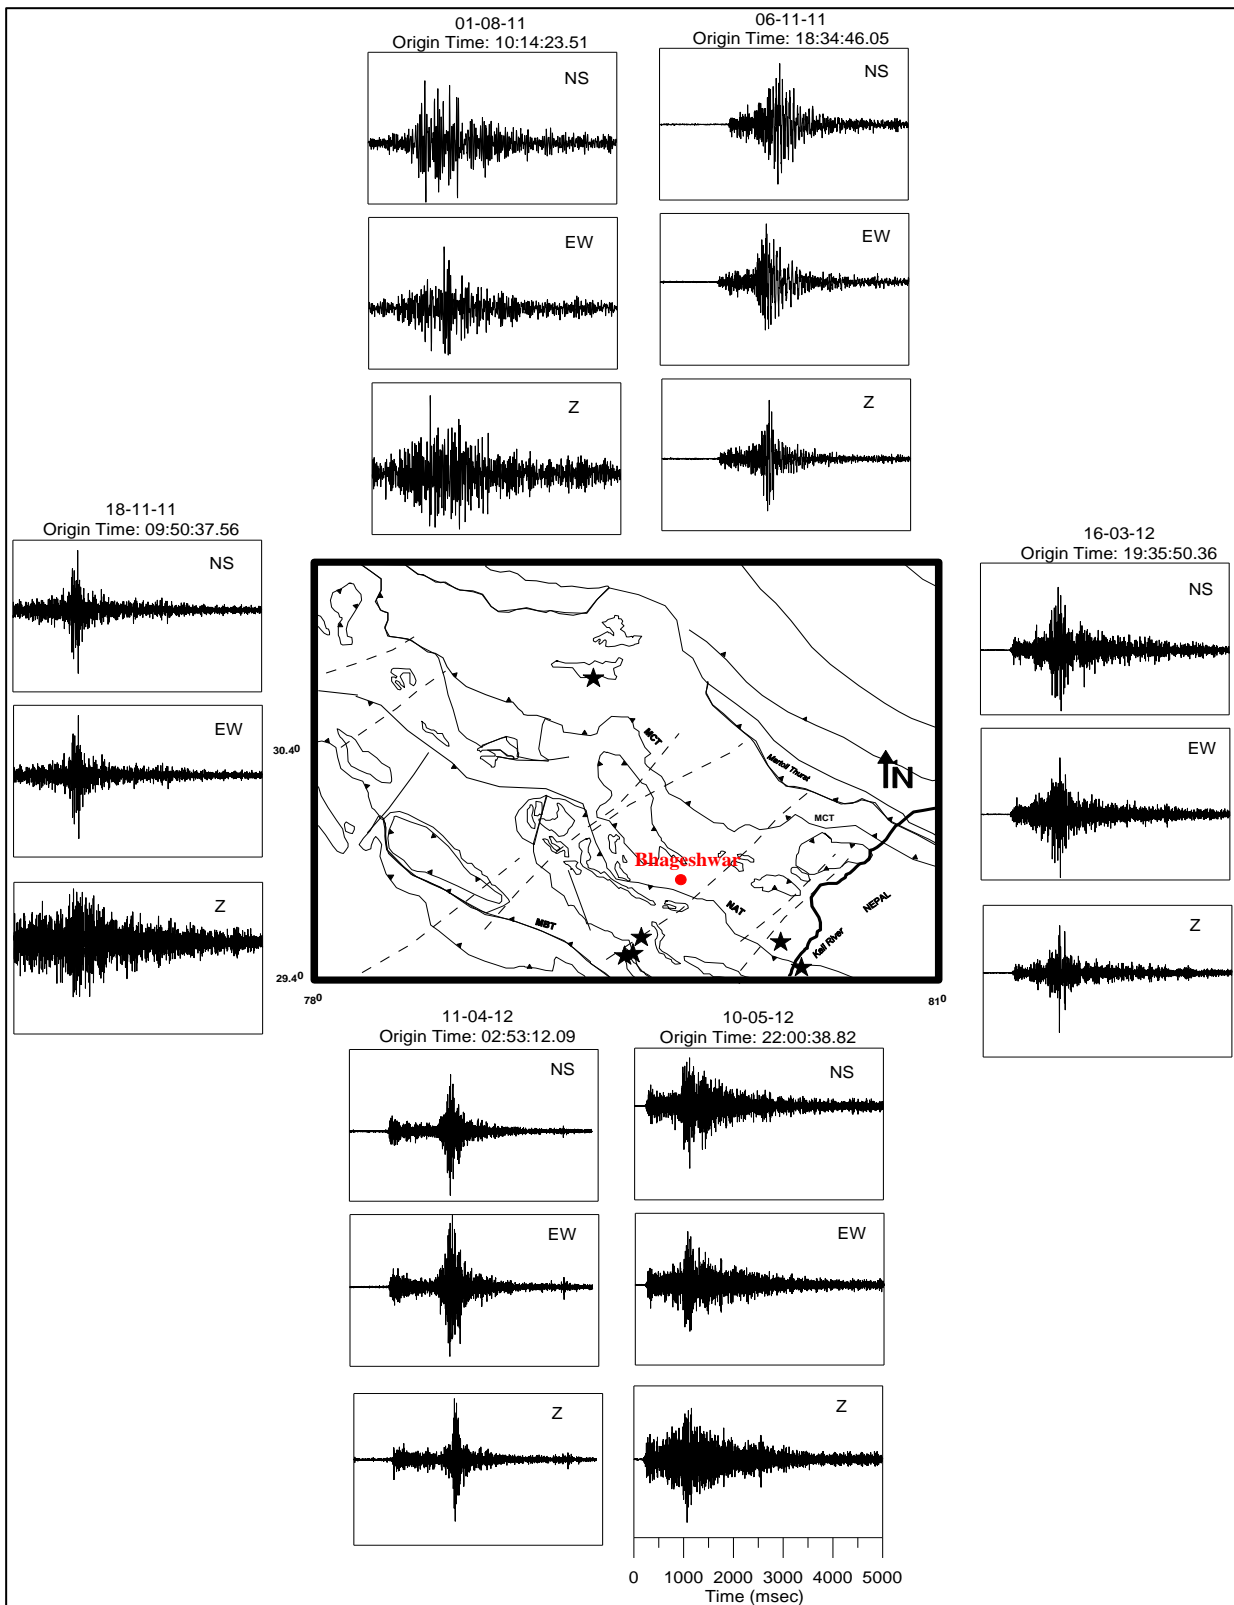 01-08-11
Origin Time: 10:14:23.51
NS
EW
Z
06-11-11
Origin Time: 18:34:46.05
NS
EW
Z
18-11-11
Origin Time: 09:50:37.56
NS
EW
Z
16-03-12
Origin Time: 19:35:50.36
NS
EW
Z
30.4⁰
29.4⁰
78⁰
81⁰
MCT
Martoli Thurst
N
MCT
Bhageshwar
NAT
NEPAL
MBT
Kali River
11-04-12
Origin Time: 02:53:12.09
NS
EW
Z
10-05-12
Origin Time: 22:00:38.82
NS
EW
Z
0 1000 2000 3000 4000 5000
Time (msec)